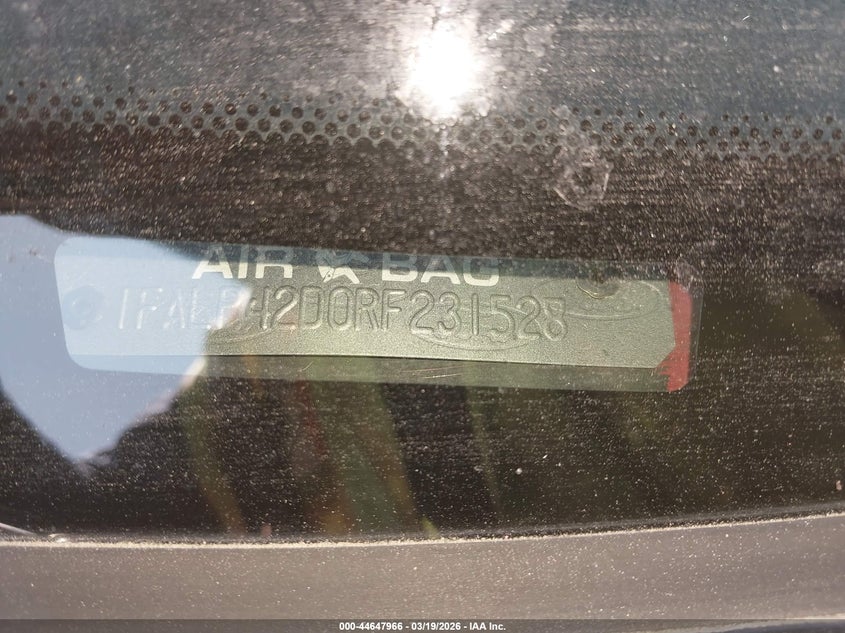 AIR BAG
1FALP42D0RF231528
000-44647966 — 03/19/2026 — IAA Inc.